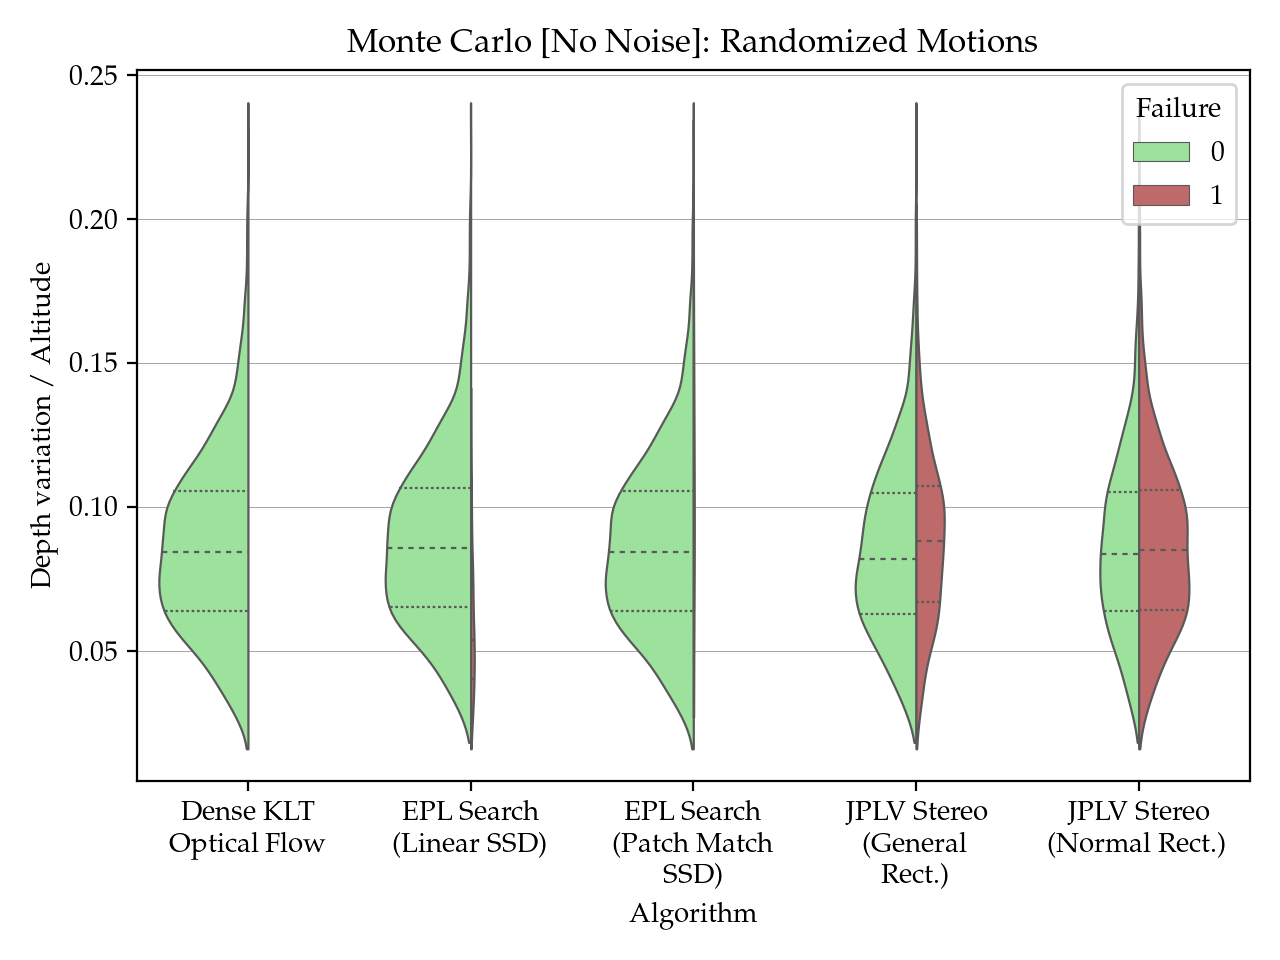 Monte Carlo [No Noise]: Randomized Motions
0.25
0.20
0.15
0.10
0.05
Depth variation / Altitude
Failure
0
1
Dense KLT
Optical Flow
EPL Search
(Linear SSD)
EPL Search
(Patch Match
SSD)
JPLV Stereo
(General
Rect.)
JPLV Stereo
(Normal Rect.)
Algorithm